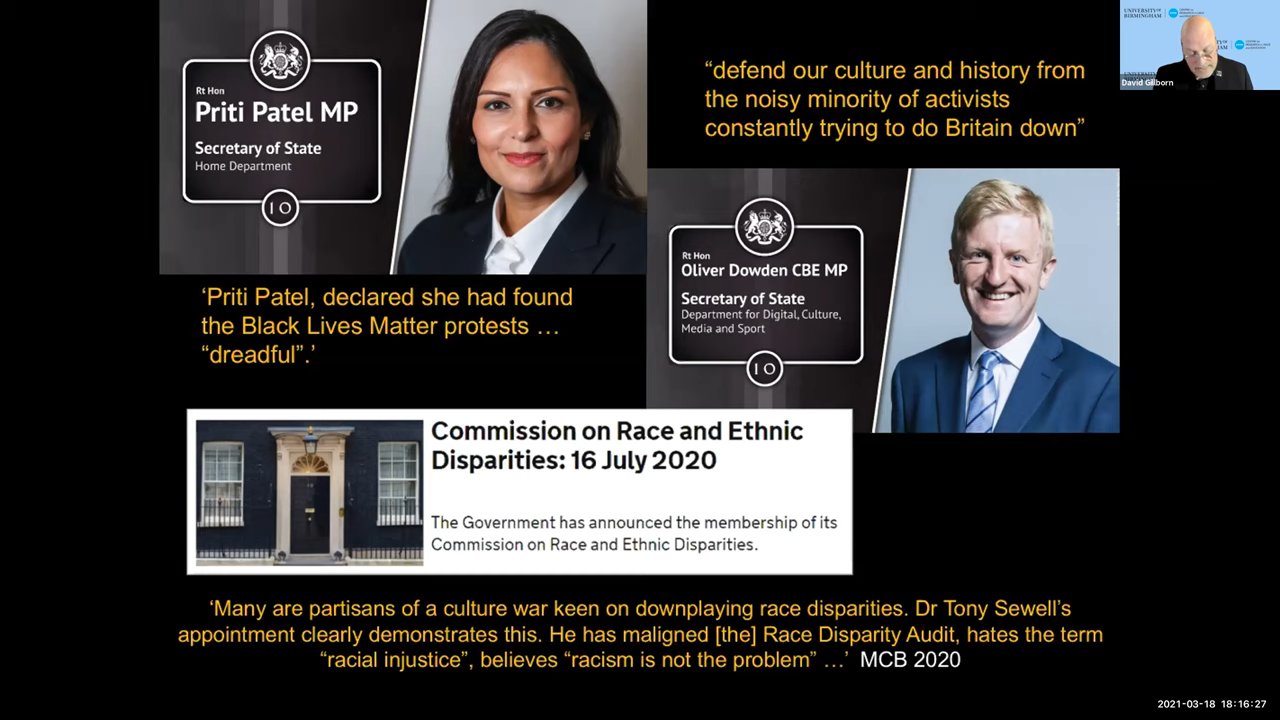 Rt Hon
Priti Patel MP
Secretary of State
Home Department
10
“defend our culture and history from
the noisy minority of activists
constantly trying to do Britain down”
UNIVERSITY OF
BIRMINGHAM
David Gillborn
Rt Hon
Oliver Dowden CBE MP
Secretary of State
Department for Digital, Culture,
Media and Sport
10
‘Priti Patel, declared she had found
the Black Lives Matter protests …
“dreadful”.’
Commission on Race and Ethnic
Disparities: 16 July 2020
The Government has announced the membership of its
Commission on Race and Ethnic Disparities.
‘Many are partisans of a culture war keen on downplaying race disparities. Dr Tony Sewell’s
appointment clearly demonstrates this. He has maligned [the] Race Disparity Audit, hates the term
“racial injustice”, believes “racism is not the problem” …’ MCB 2020
2021-03-18 18:16:27